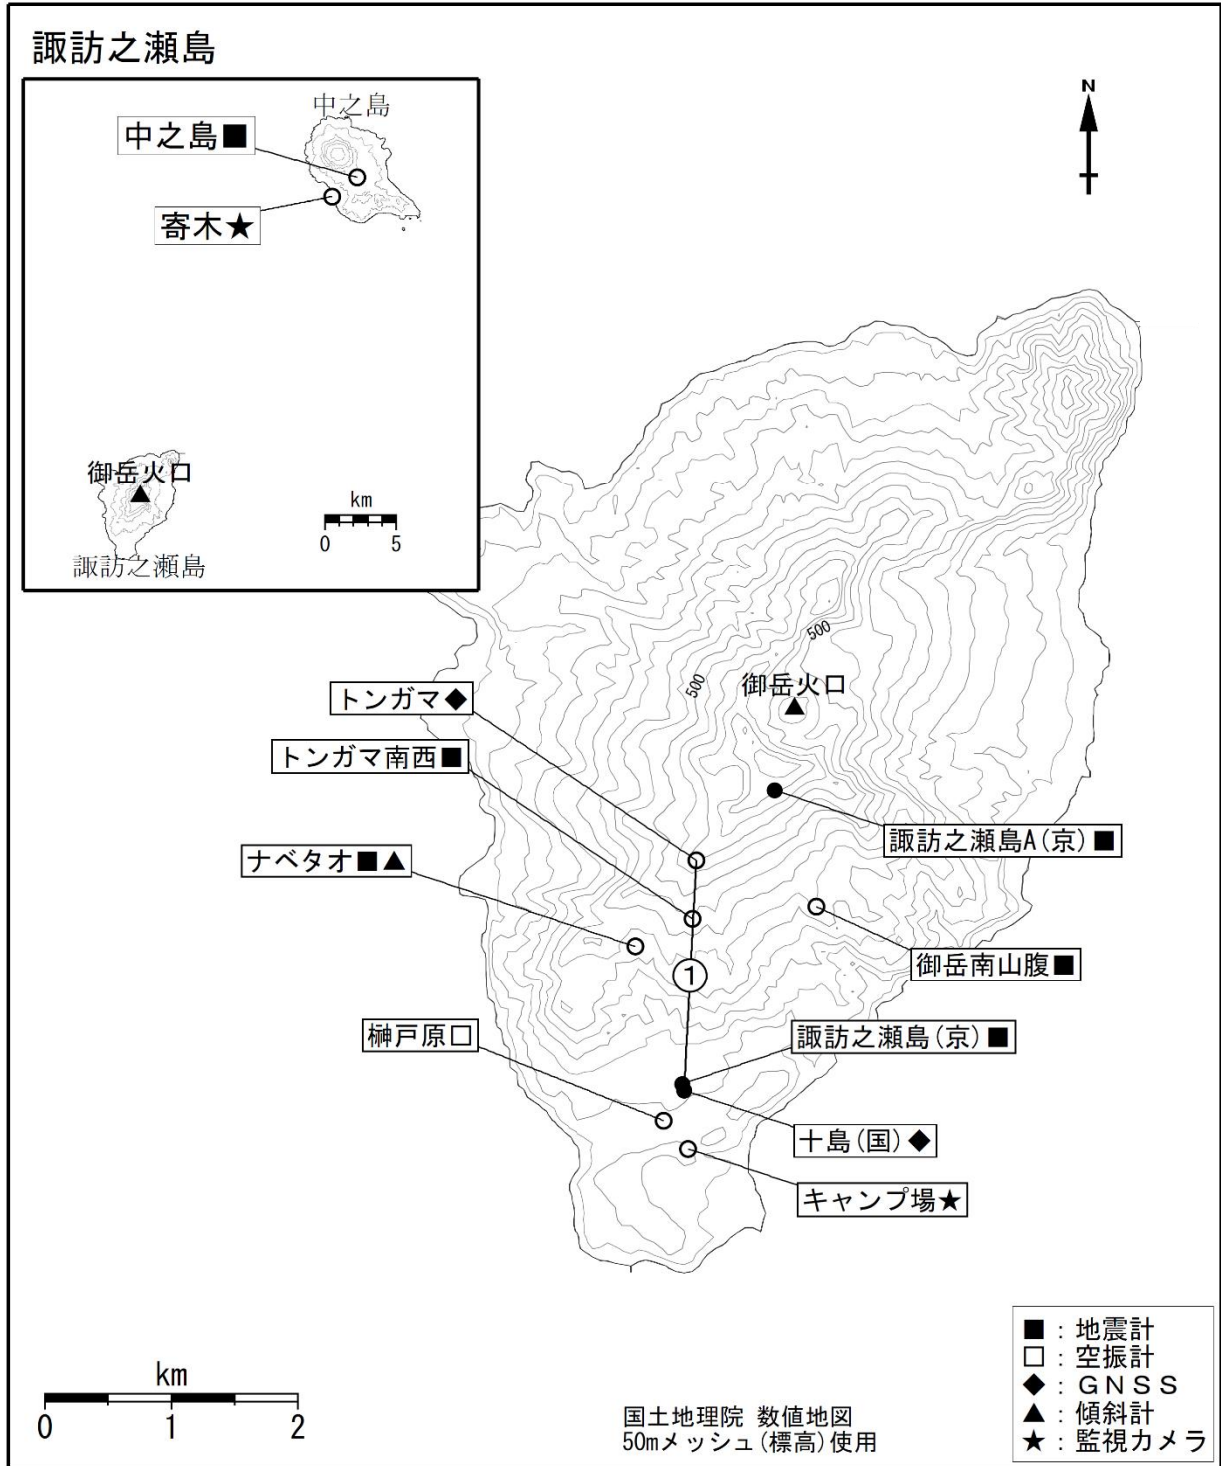 諏訪之瀬島
中之島
中之島■
寄木★
御岳火口
km
0 5
諏訪之瀬島
N
500
500
御岳火口
トンガマ◆
トンガマ南西■
諏訪之瀬島A(京)■
ナベタオ■▲
御岳南山腹■
①
榊戸原□
諏訪之瀬島(京)■
十島(国)◆
キャンプ場★
km
0 1 2
国土地理院 数値地図
50mメッシュ(標高)使用
■:地震計
□:空振計
◆:GNSS
▲:傾斜計
★:監視カメラ